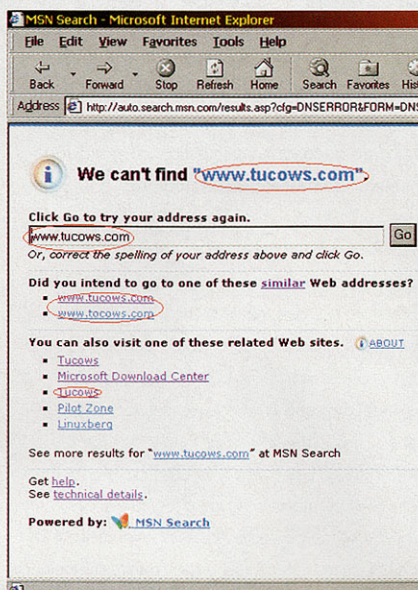 MSN Search - Microsoft Internet Explorer
File Edit View Favorites Tools Help
Back Forward Stop Refresh Home Search Favorites His
Address http://auto.search.msn.com/results.asp?cfg=DNSERROR&FORM=DNS
We can't find "www.tucows.com".
Click Go to try your address again.
www.tucows.com Go
Or, correct the spelling of your address above and click Go.
Did you intend to go to one of these similar Web addresses?
www.tucows.com
www.tocows.com
You can also visit one of these related Web sites. ABOUT
Tucows
Microsoft Download Center
Tucows
Pilot Zone
Linuxberg
See more results for "www.tucows.com" at MSN Search
Get help.
See technical details.
Powered by: MSN Search